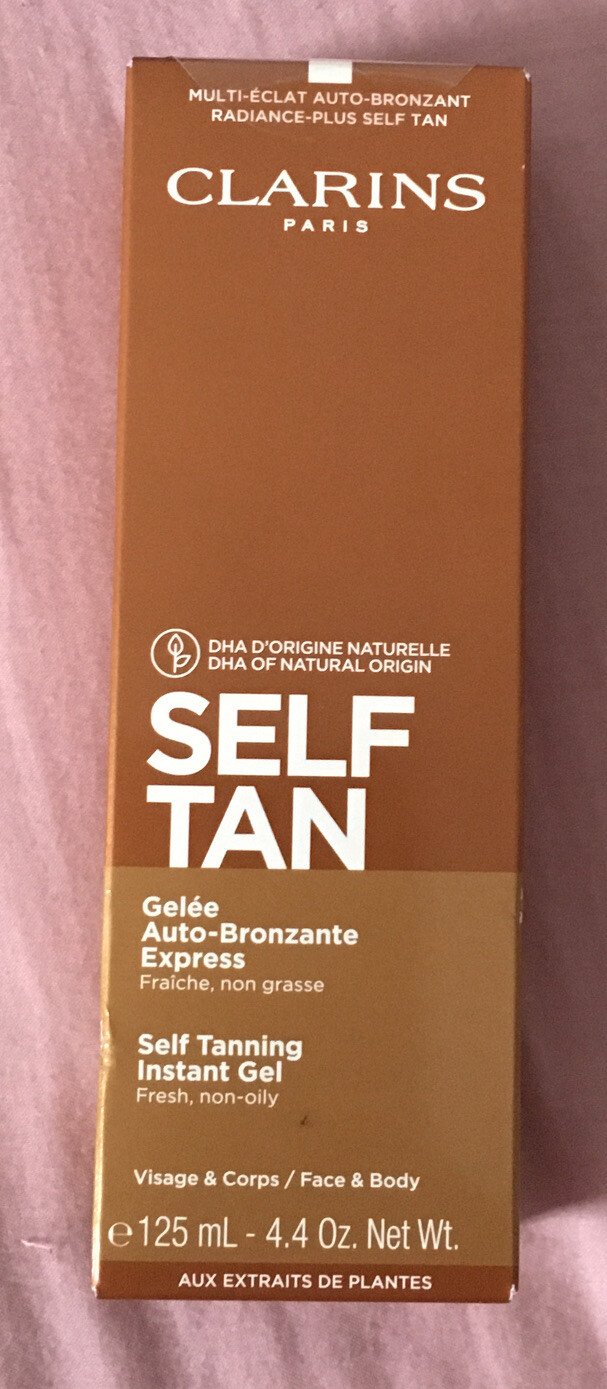 MULTI-ÉCLAT AUTO-BRONZANT
RADIANCE-PLUS SELF TAN
CLARINS
PARIS
DHA D'ORIGINE NATURELLE
DHA OF NATURAL ORIGIN
SELF
TAN
Gelée
Auto-Bronzante
Express
Fraîche, non grasse
Self Tanning
Instant Gel
Fresh, non-oily
Visage & Corps / Face & Body
℮ 125 mL - 4.4 Oz. Net Wt.
AUX EXTRAITS DE PLANTES